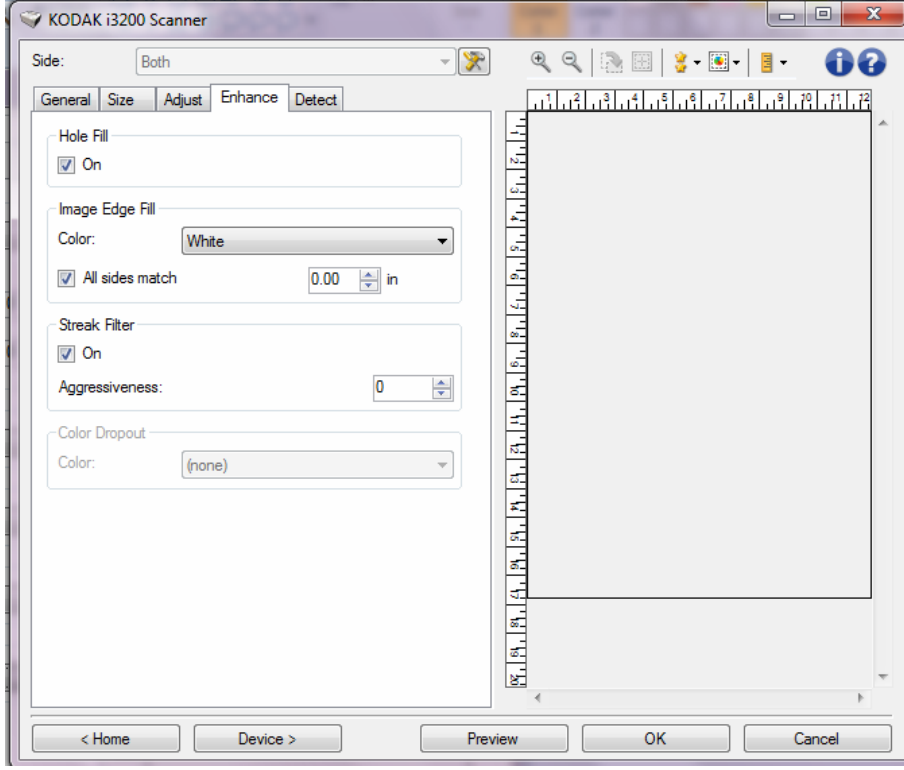 KODAK i3200 Scanner
Side: Both
General Size Adjust Enhance Detect
Hole Fill
On
Image Edge Fill
Color: White
All sides match 0.00 in
Streak Filter
On
Aggressiveness: 0
Color Dropout
Color: (none)
1 2 3 4 5 6 7 8 9 10 11 12
1
2
3
4
5
6
7
8
9
10
11
12
13
14
15
16
17
18
19
20
< Home Device > Preview OK Cancel